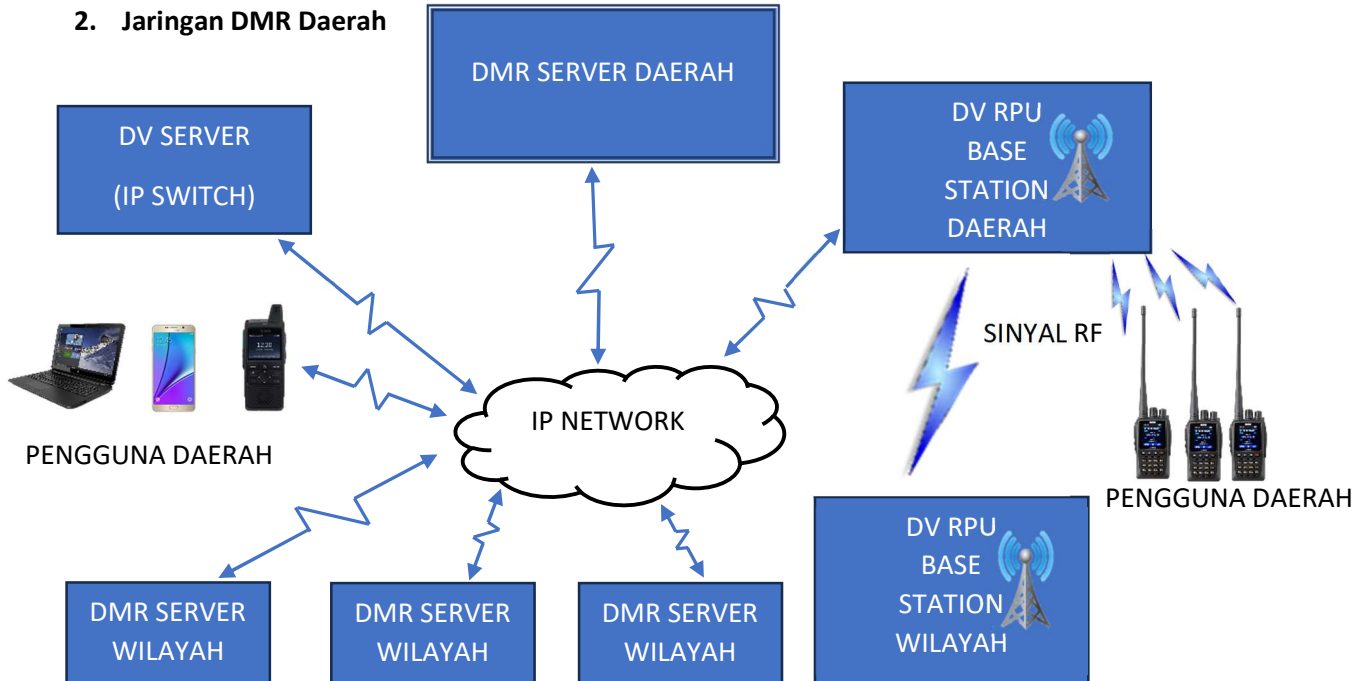 2. Jaringan DMR Daerah
DMR SERVER DAERAH
DV SERVER
(IP SWITCH)
DV RPU
BASE
STATION
DAERAH
SINYAL RF
IP NETWORK
PENGGUNA DAERAH
PENGGUNA DAERAH
DMR SERVER
WILAYAH
DMR SERVER
WILAYAH
DMR SERVER
WILAYAH
DV RPU
BASE
STATION
WILAYAH